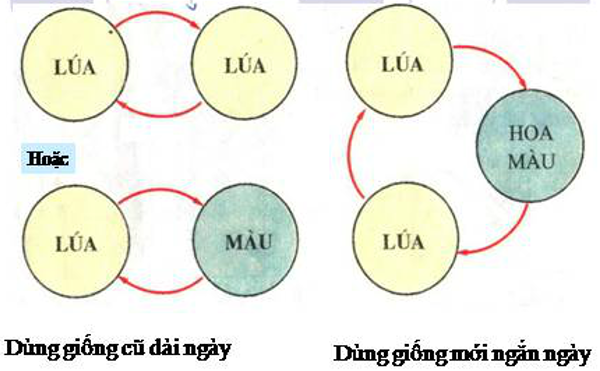 LÚA
LÚA
Hoặc
LÚA
MÀU
Dùng giống cũ dài ngày
LÚA
HOA
MÀU
LÚA
Dùng giống mới ngắn ngày